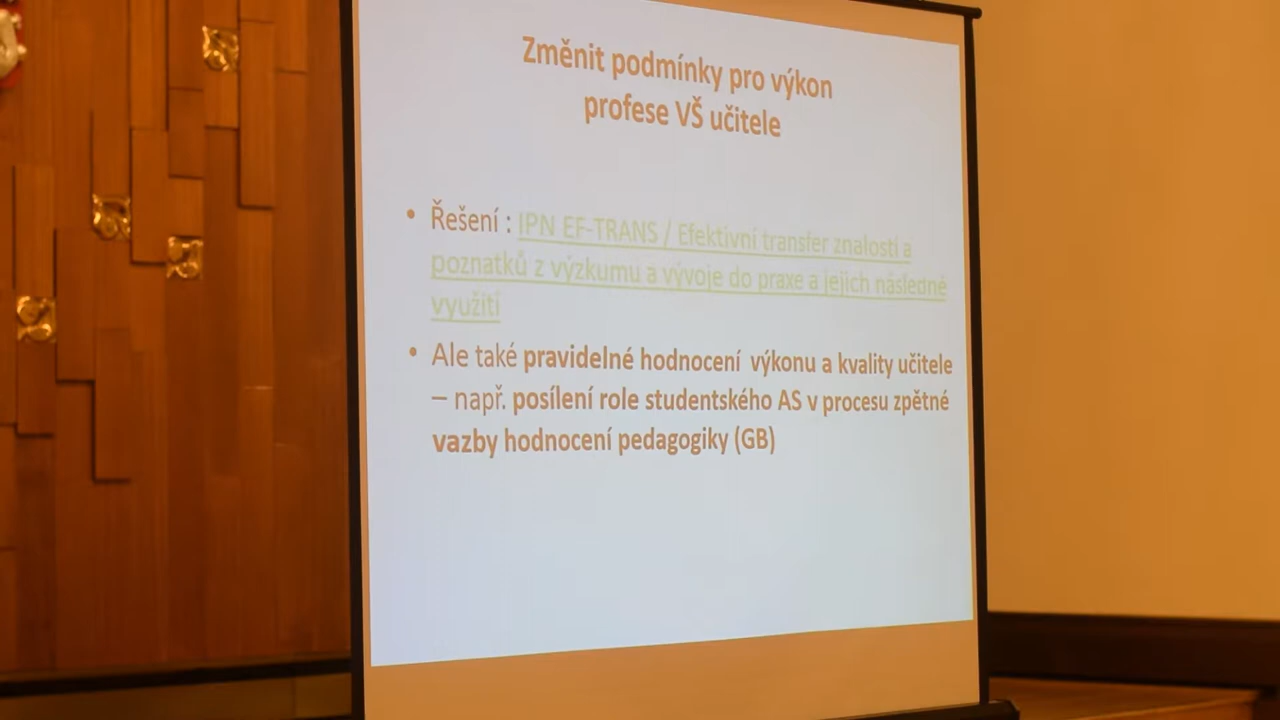 Změnit podmínky pro výkon
profese VŠ učitele
• Řešení : IPN EF-TRANS / Efektivní transfer znalostí a
poznatků z výzkumu a vývoje do praxe a jejich následné
využití
• Ale také pravidelné hodnocení výkonu a kvality učitele
– např. posílení role studentského AS v procesu zpětné
vazby hodnocení pedagogiky (GB)